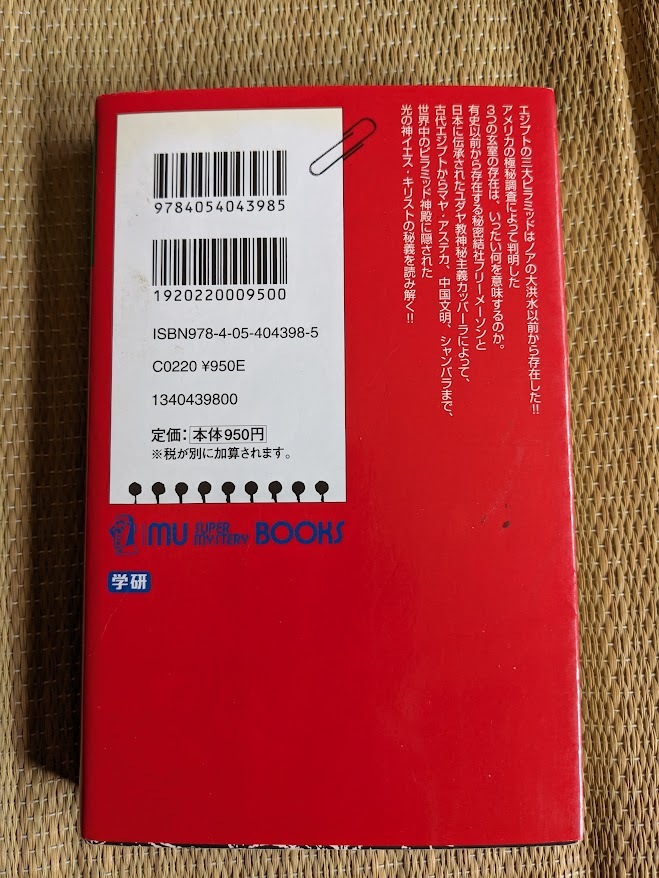 エジプトの三大ピラミッドはノアの大洪水以前から存在した!!
アメリカの極秘調査によって判明した
3つの玄室の存在は、いったい何を意味するのか。
有史以前から存在する秘密結社フリーメーソンと
日本に伝承されたユダヤ教神秘主義カッバーラによって、
古代エジプトからマヤ・アステカ、中国文明、シャンバラまで、
世界中のピラミッド神殿に隠された
光の神イエス・キリストの秘義を読み解く!!
9784054043985
1920220009500
ISBN978-4-05-404398-5
C0220 ¥950E
1340439800
定価：本体950円
※税が別に加算されます。
MU SUPER MYSTERY BOOKS
学研